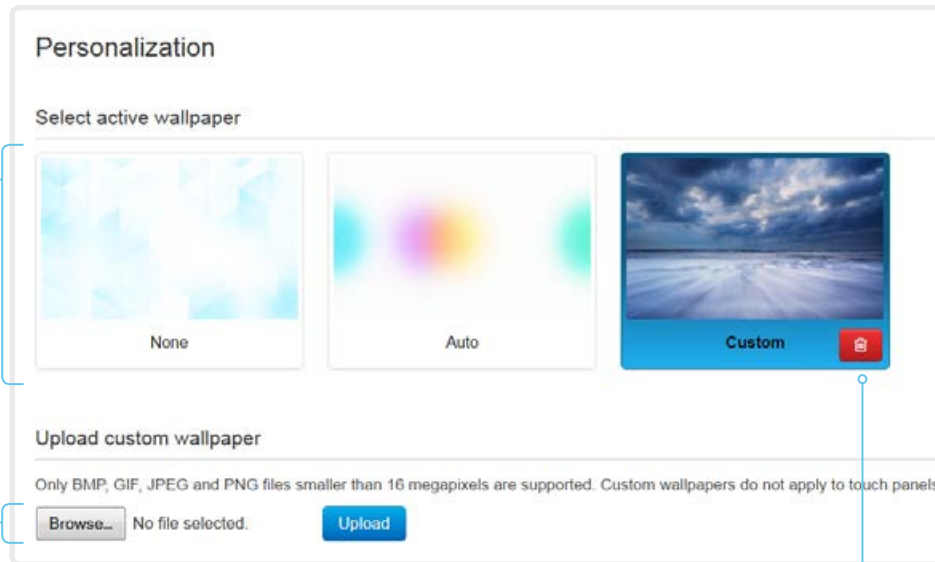 Personalization
Select active wallpaper
None
Auto
Custom
Upload custom wallpaper
Only BMP, GIF, JPEG and PNG files smaller than 16 megapixels are supported. Custom wallpapers do not apply to touch panels
Browse... No file selected. Upload